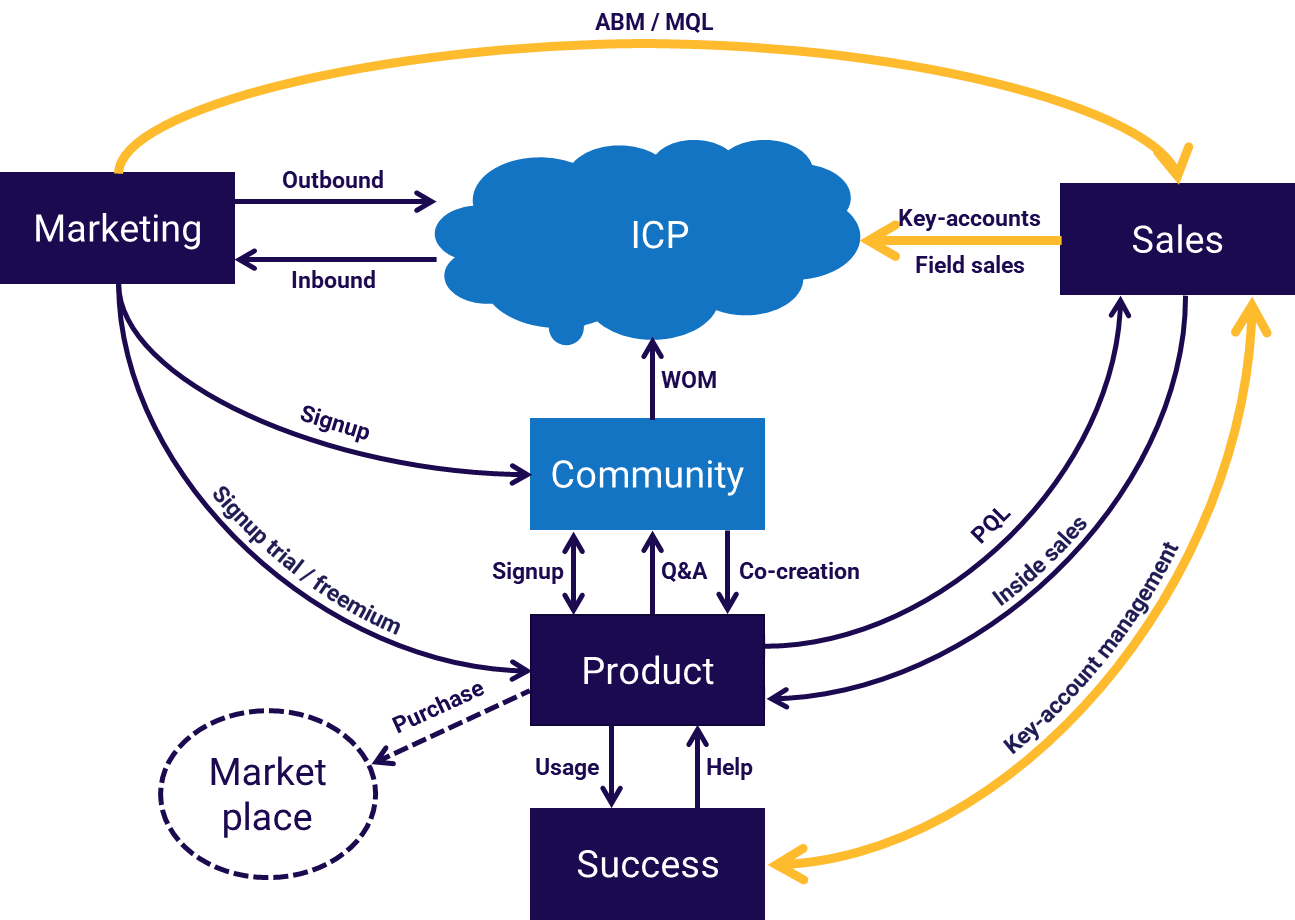 ABM / MQL
Outbound
Marketing
Inbound
ICP
Key-accounts
Field sales
Sales
WOM
Signup
Community
Signup trial / freemium
Signup
Q&A
Co-creation
PQL
Inside sales
Key-account management
Product
Purchase
Market
place
Usage
Help
Success